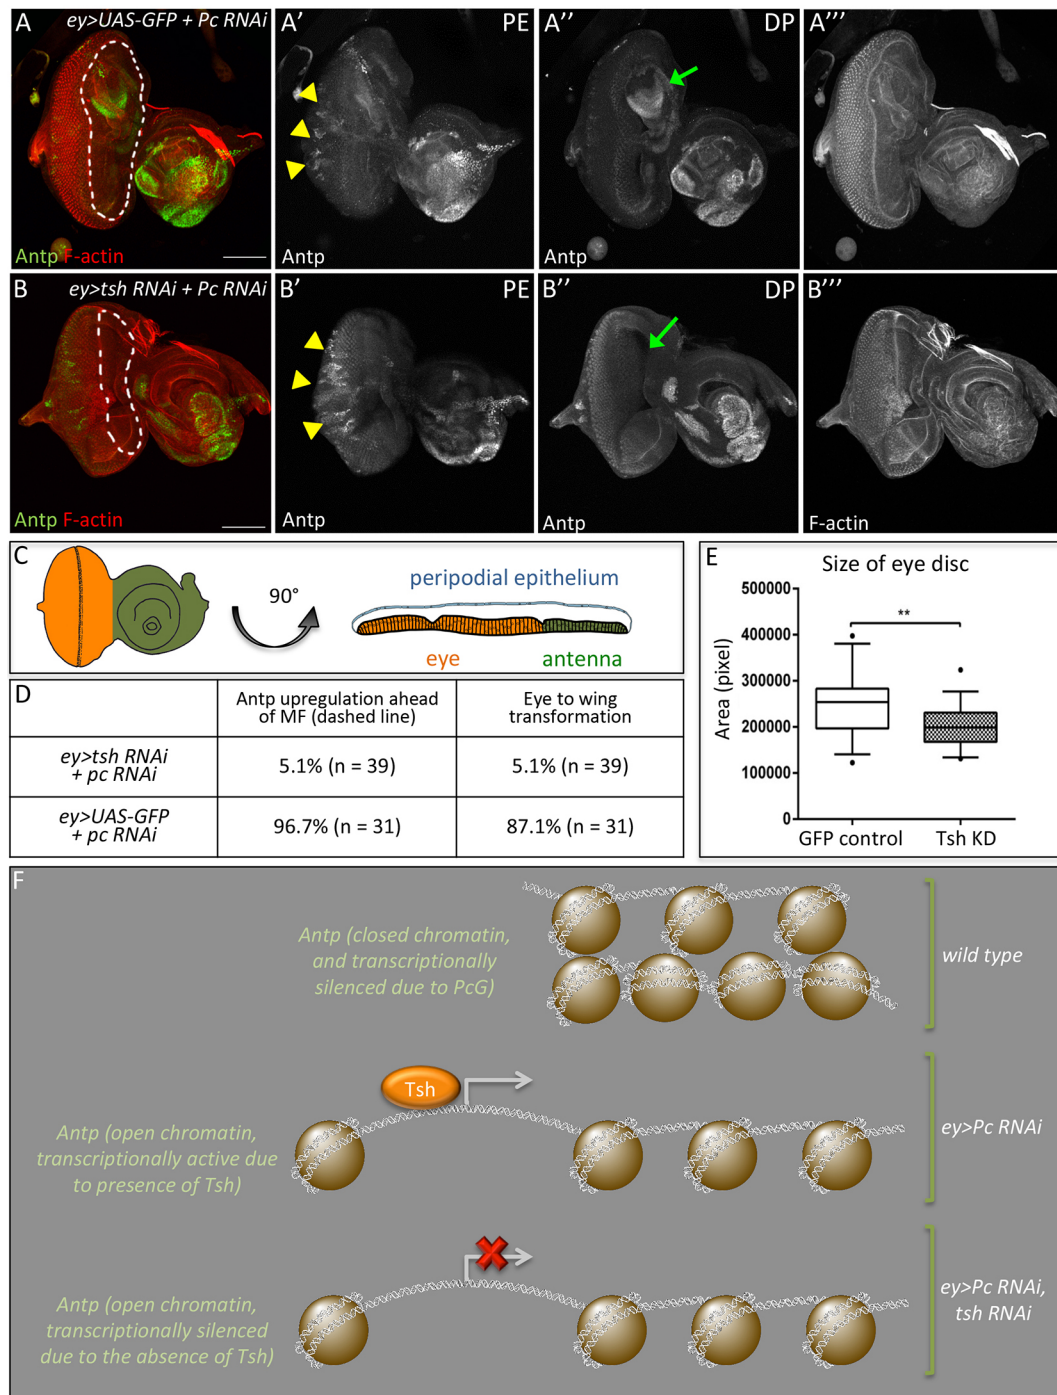 A
ey>UAS-GFP + Pc RNAi
Antp F-actin
A'
PE
Antp
A''
DP
Antp
A'''
B
ey>tsh RNAi + Pc RNAi
Antp F-actin
B'
PE
Antp
B''
DP
Antp
B'''
F-actin
C
90°
peripodial epithelium
eye
antenna
D
Antp upregulation ahead
of MF (dashed line)
Eye to wing
transformation
ey>tsh RNAi
+ pc RNAi
5.1% (n = 39)
5.1% (n = 39)
ey>UAS-GFP
+ pc RNAi
96.7% (n = 31)
87.1% (n = 31)
E
Size of eye disc
Area (pixel)
500000
400000
300000
200000
100000
0
**
GFP control
Tsh KD
F
Antp (closed chromatin,
and transcriptionally
silenced due to PcG)
wild type
Tsh
Antp (open chromatin,
transcriptionally active due
to presence of Tsh)
ey>Pc RNAi
Antp (open chromatin,
transcriptionally silenced
due to the absence of Tsh)
ey>Pc RNAi,
tsh RNAi